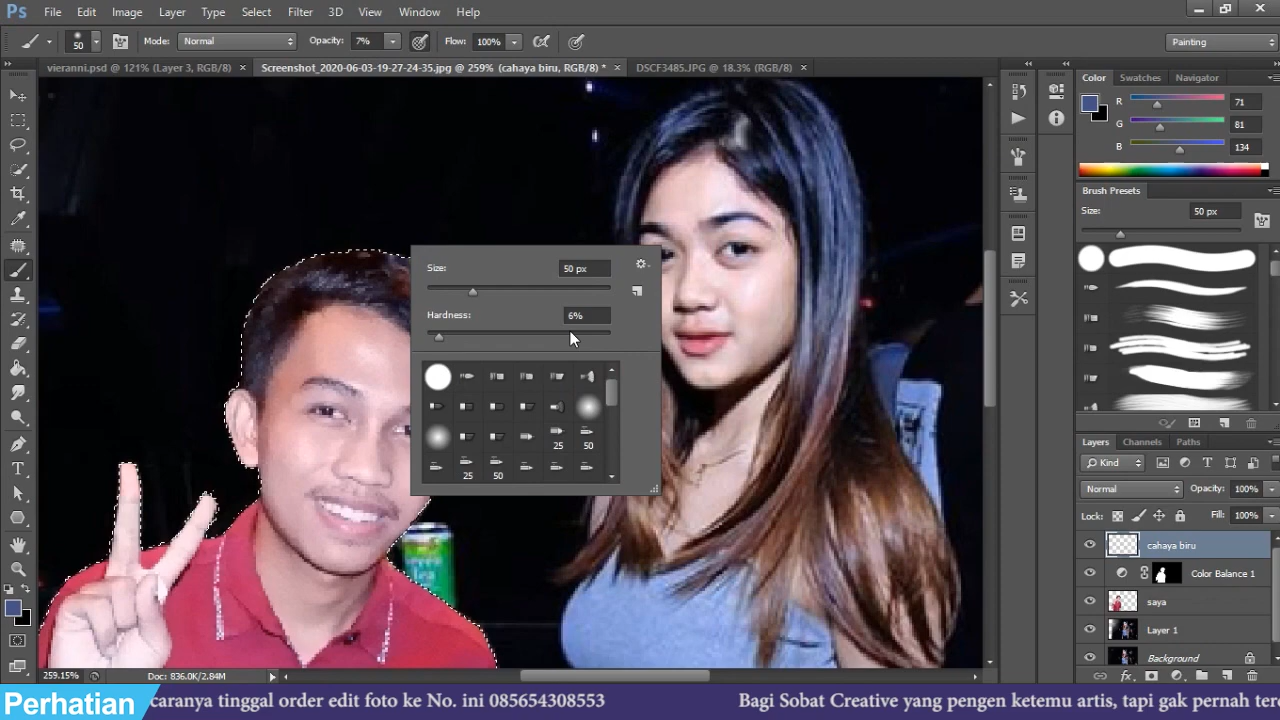 Ps File Edit Image Layer Type Select Filter 3D View Window Help
50 Mode: Normal Opacity: 7% Flow: 100% Painting
vieranni.psd @ 121% (Layer 3, RGB/8) × Screenshot_2020-06-03-19-27-24-35.jpg @ 259% (cahaya biru, RGB/8) * × DSCF3485.JPG @ 18.3% (RGB/8) ×
Color Swatches Navigator
R 71
G 81
B 134
Brush Presets
Size: 50 px
Size: 50 px
Hardness: 6%
25 50
25 50
Layers Channels Paths
Kind
Normal Opacity: 100%
Lock: Fill: 100%
cahaya biru
Color Balance 1
saya
Layer 1
Background
259.15% Doc: 836.0K/2.84M
Perhatian caranya tinggal order edit foto ke No. ini 085654308553 Bagi Sobat Creative yang pengen ketemu artis, tapi gak pernah